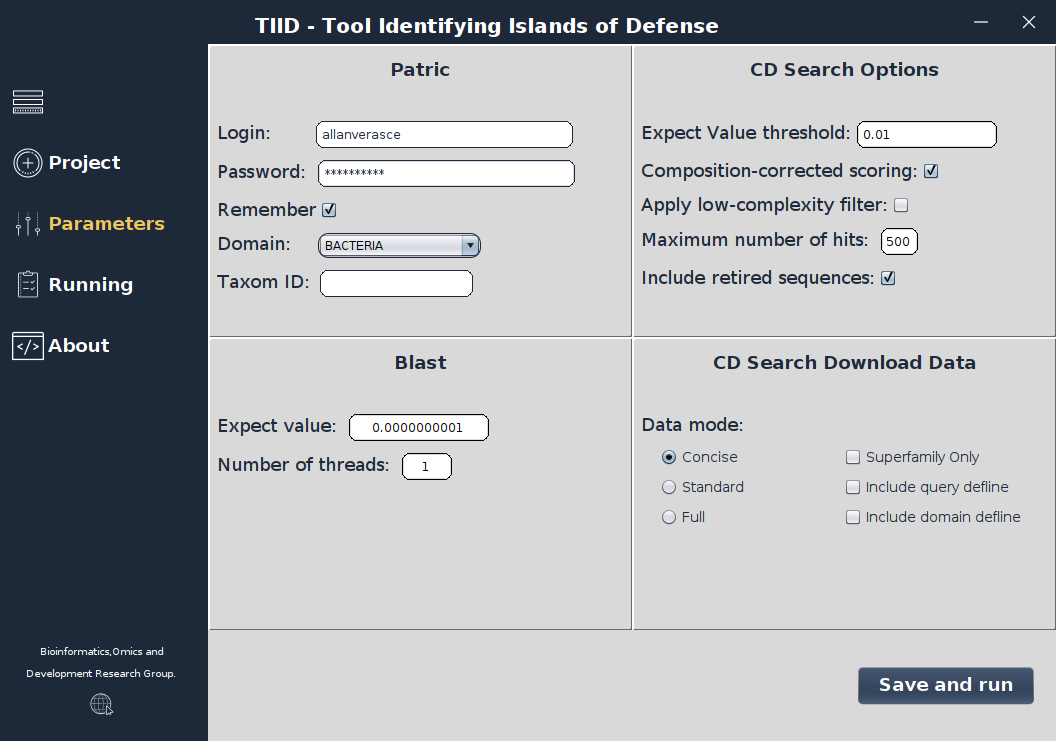 TIID - Tool Identifying Islands of Defense
Project
Parameters
Running
</> About
Bioinformatics,Omics and
Development Research Group.
Patric
Login: allanverasce
Password: **********
Remember
Domain: BACTERIA
Taxom ID:
CD Search Options
Expect Value threshold: 0.01
Composition-corrected scoring:
Apply low-complexity filter:
Maximum number of hits: 500
Include retired sequences:
Blast
Expect value: 0.0000000001
Number of threads: 1
CD Search Download Data
Data mode:
Concise
Superfamily Only
Standard
Include query defline
Full
Include domain defline
Save and run